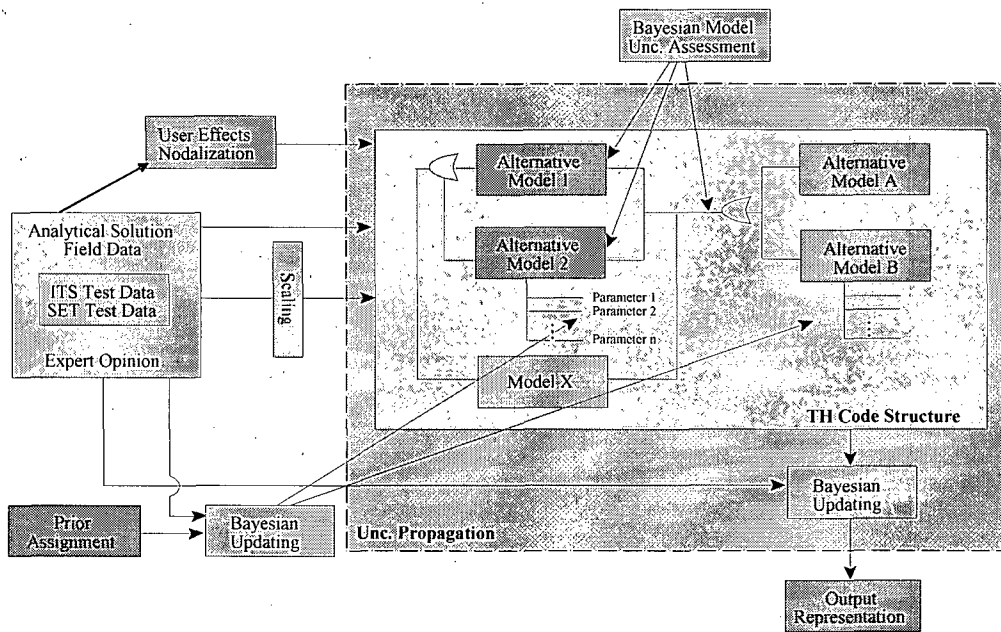 Bayesian Model
Unc. Assessment
User Effects
Nodalization
Alternative
Model 1
Alternative
Model A
Analytical Solution
Field Data
ITS Test Data
SET Test Data
Expert Opinion
Scaling
Alternative
Model 2
Alternative
Model B
Parameter 1
Parameter 2
Parameter n
Model X
TH Code Structure
Prior
Assignment
Bayesian
Updating
Unc. Propagation
Bayesian
Updating
Output
Representation